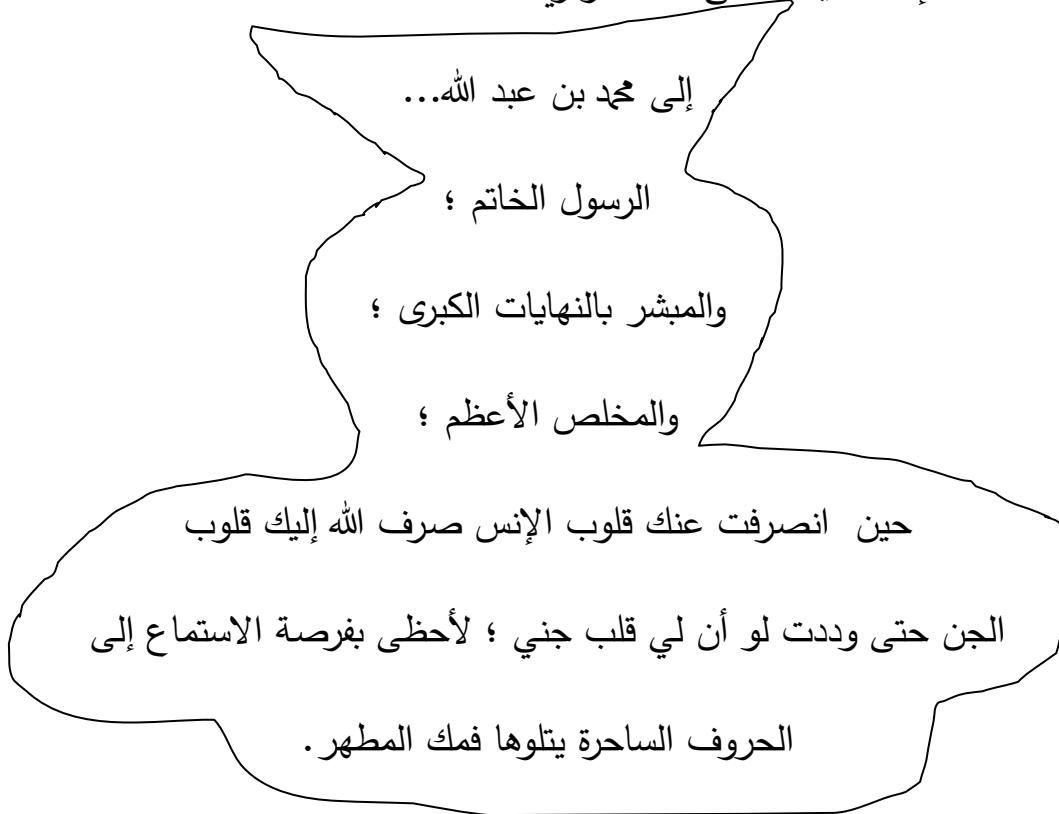 إلى محمد بن عبد الله...
الرسول الخاتم ؛
والمبشر بالنهايات الكبرى ؛
والمخلص الأعظم ؛
حين انصرفت عنك قلوب الإنس صرف الله إليك قلوب
الجن حتى وددت لو أن لي قلب جني ؛ لأحظى بفرصة الاستماع إلى
الحروف الساحرة يتلوها فمك المطهر.